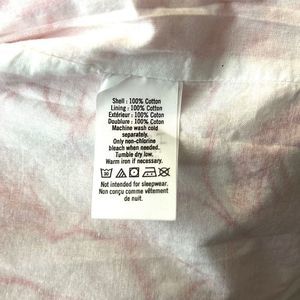 Shell : 100% Cotton
Lining : 100% Cotton
Extérieur : 100% Coton
Doublure : 100% Coton
Machine wash cold
separately.
Only non-chlorine
bleach when needed.
Tumble dry low.
Warm iron if necessary.
Not intended for sleepwear.
Non conçu comme vêtement
de nuit.